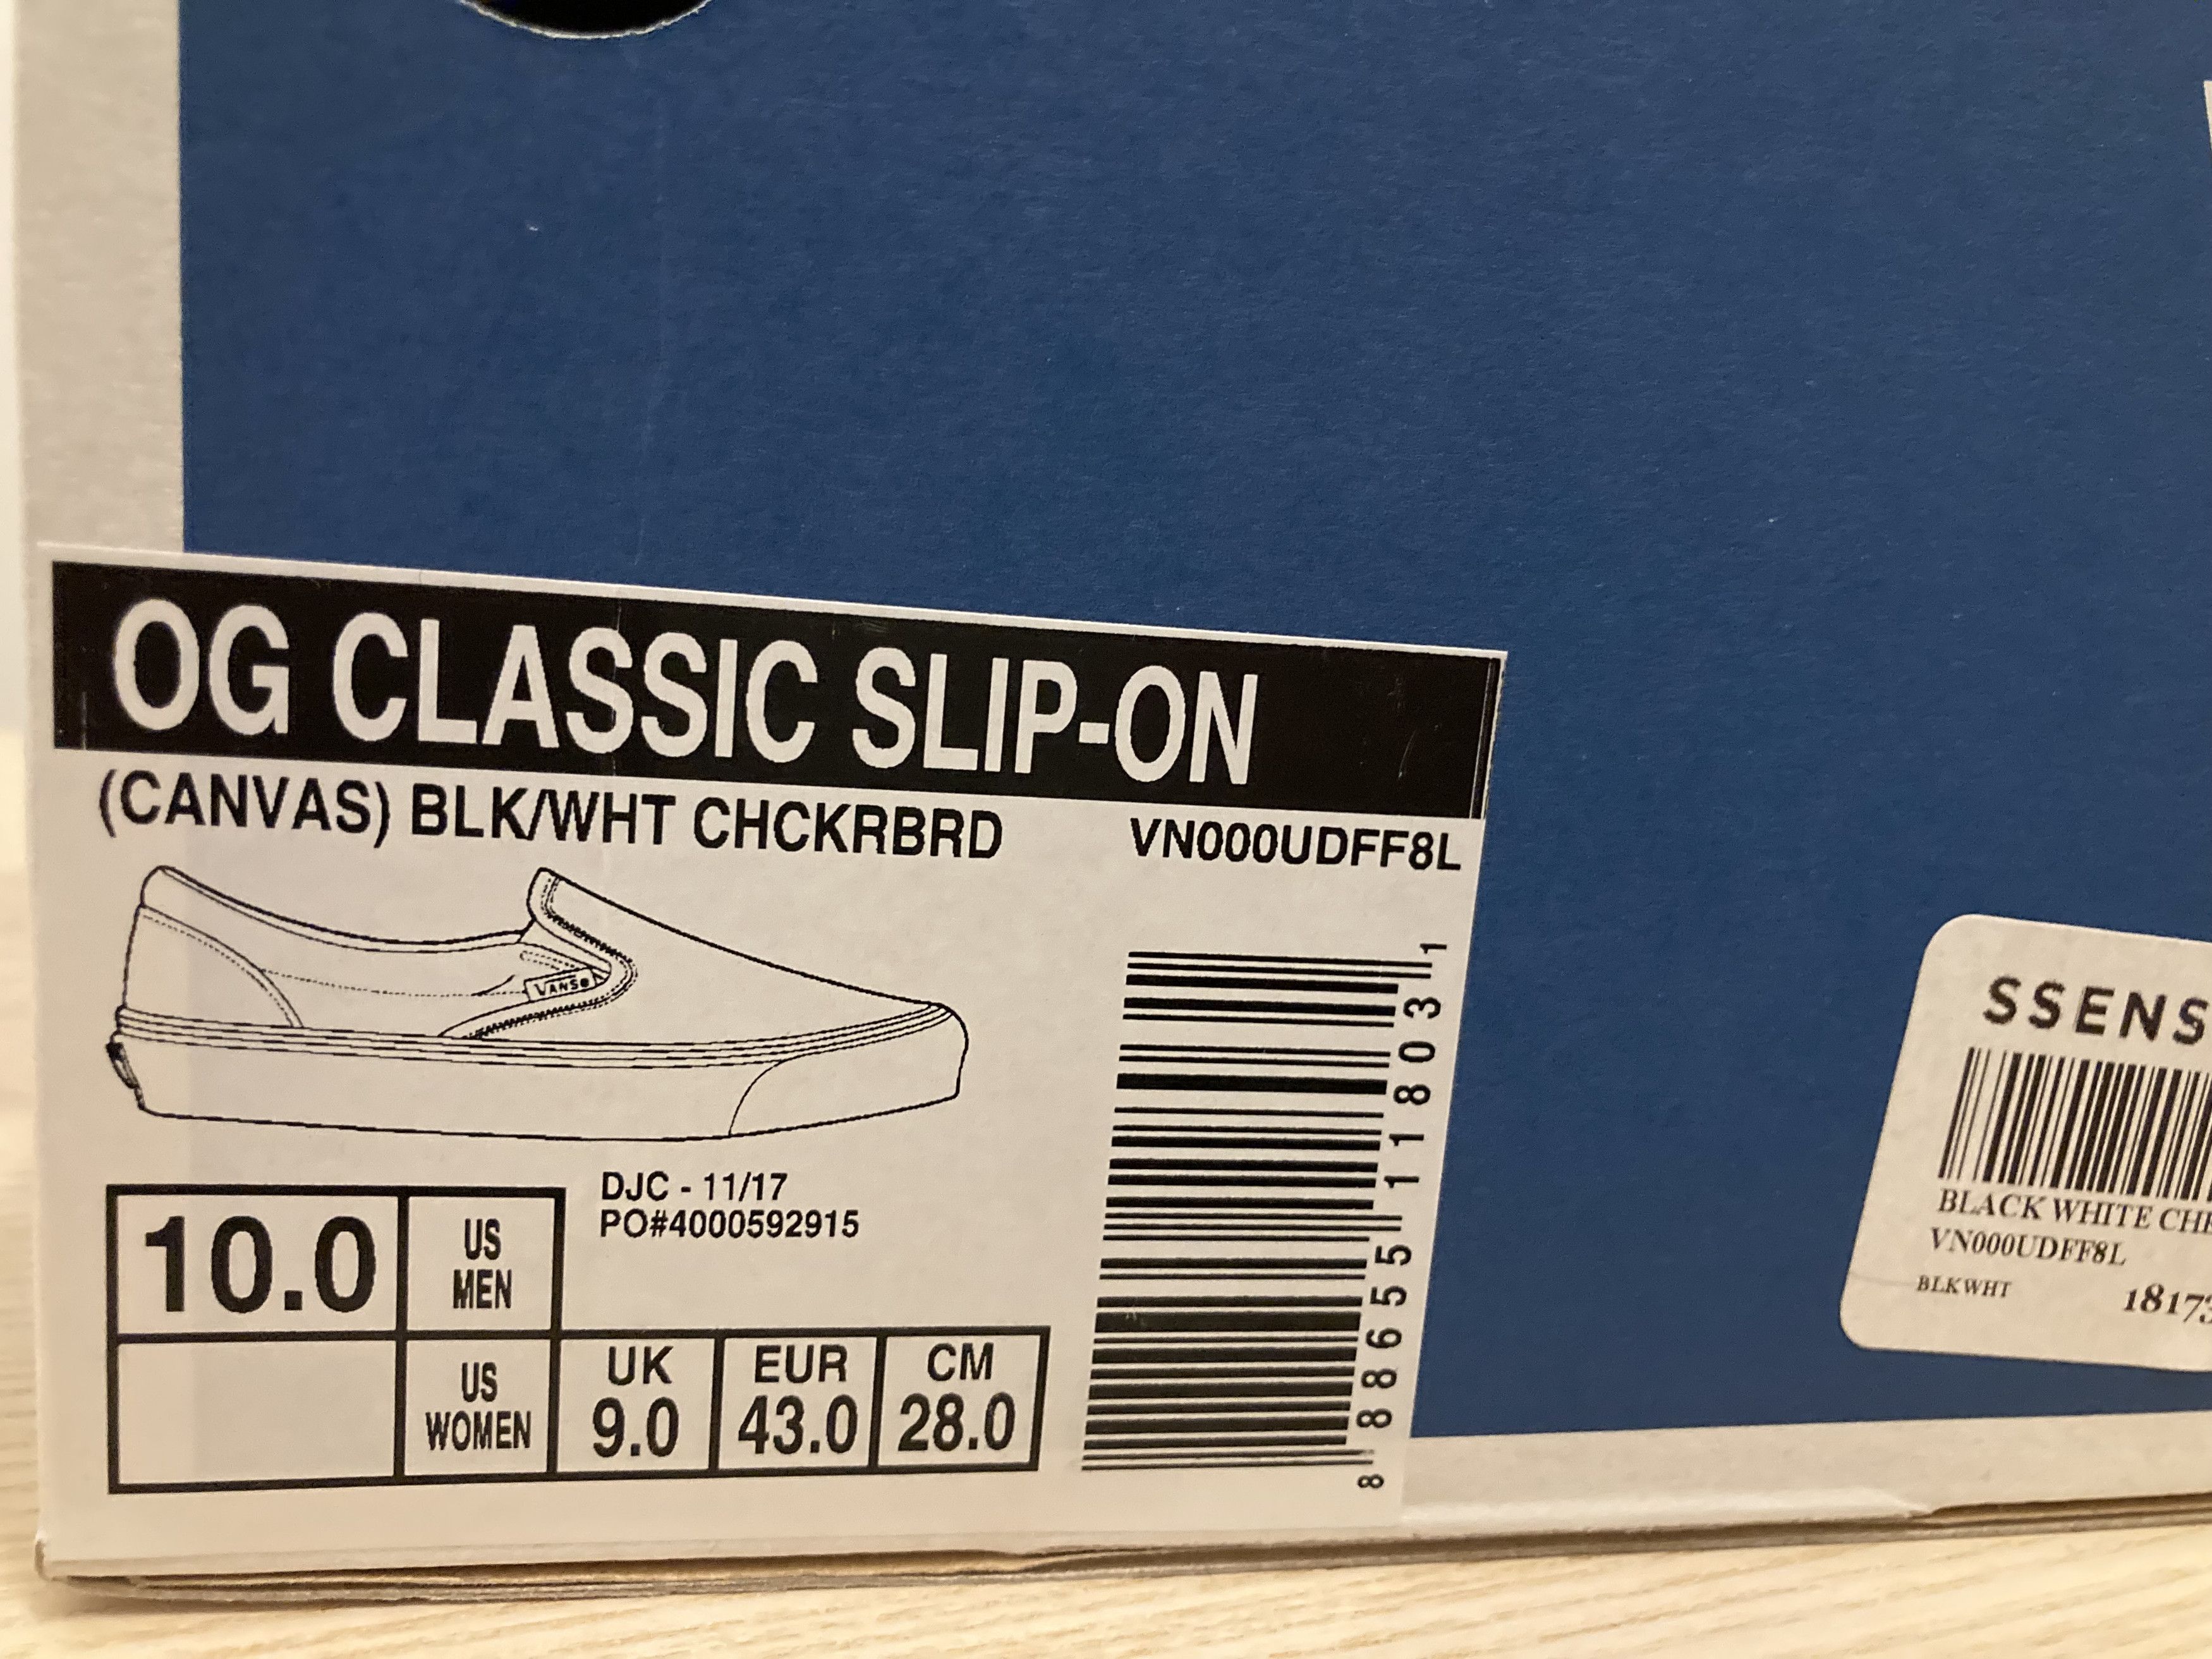 OG CLASSIC SLIP-ON
(CANVAS) BLK/WHT CHCKRBRD
VN000UDFF8L
VANS
DJC - 11/17
PO#4000592915
10.0
US
MEN
US
WOMEN
UK
9.0
EUR
43.0
CM
28.0
8 88655 11803 1
SSENS
BLACK WHITE CHE
VN000UDFF8L
BLKWHT
18173